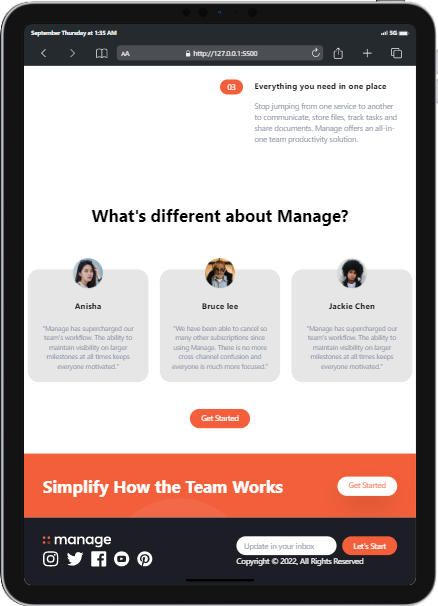 September Thursday at 1:35 AM
5G
AA
http://127.0.0.1:5500
03
Everything you need in one place
Stop jumping from one service to another
to communicate, store files, track tasks and
share documents. Manage offers an all-in-
one team productivity solution.
What's different about Manage?
Anisha
"Manage has supercharged our
team's workflow. The ability to
maintain visibility on larger
milestones at all times keeps
everyone motivated."
Bruce lee
"We have been able to cancel so
many other subscriptions since
using Manage. There is no more
cross-channel confusion and
everyone is much more focused."
Jackie Chen
"Manage has supercharged our
team's workflow. The ability to
maintain visibility on larger
milestones at all times keeps
everyone motivated."
Get Started
Simplify How the Team Works
Get Started
manage
Update in your inbox
Let's Start
Copyright © 2022, All Rights Reserved